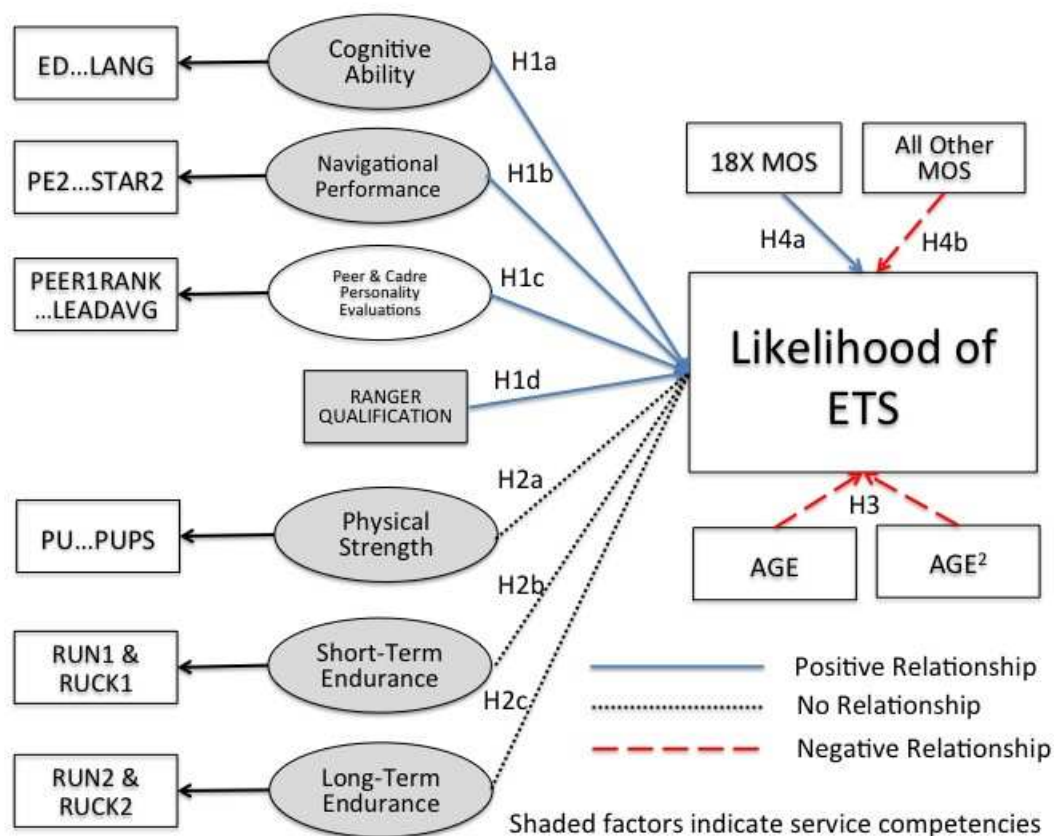 ED...LANG
Cognitive
Ability
H1a
PE2...STAR2
Navigational
Performance
H1b
PEER1RANK
...LEADAVG
Peer & Cadre
Personality
Evaluations
H1c
RANGER
QUALIFICATION
H1d
PU...PUPS
Physical
Strength
H2a
RUN1 &
RUCK1
Short-Term
Endurance
H2b
RUN2 &
RUCK2
Long-Term
Endurance
H2c
18X MOS
All Other
MOS
H4a
H4b
Likelihood of
ETS
H3
AGE
AGE²
Positive Relationship
No Relationship
Negative Relationship
Shaded factors indicate service competencies